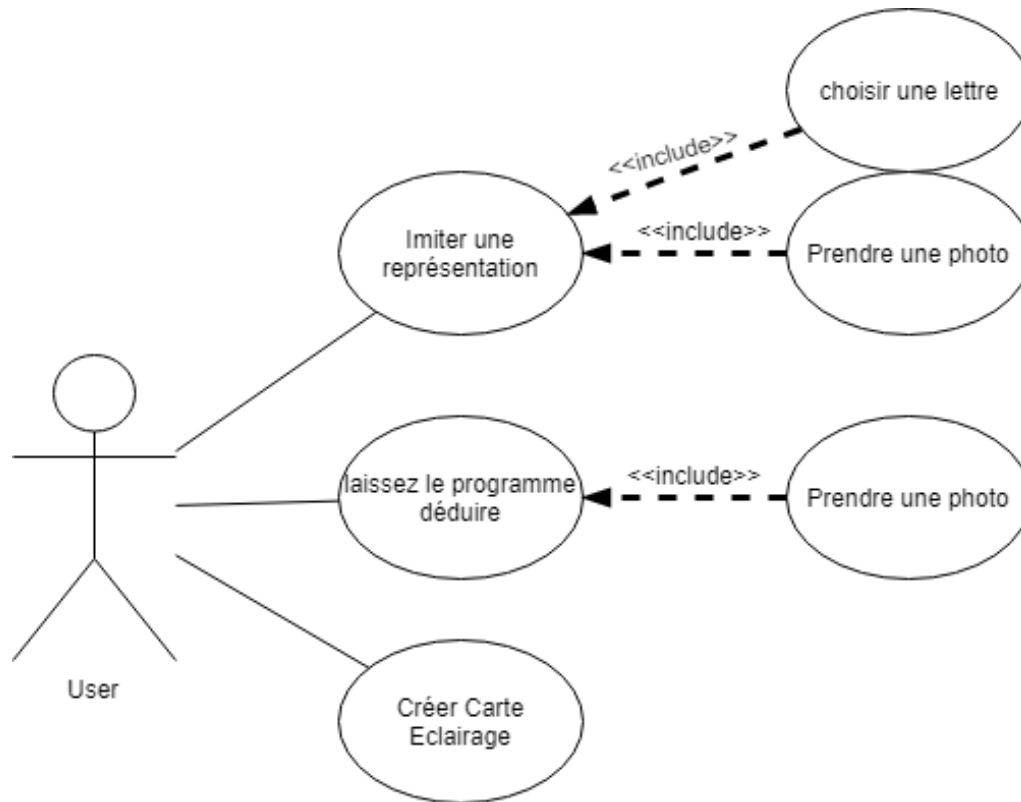 choisir une lettre
<<include>>
Imiter une
représentation
<<include>>
Prendre une photo
laissez le programme
déduire
<<include>>
Prendre une photo
User
Créer Carte
Eclairage